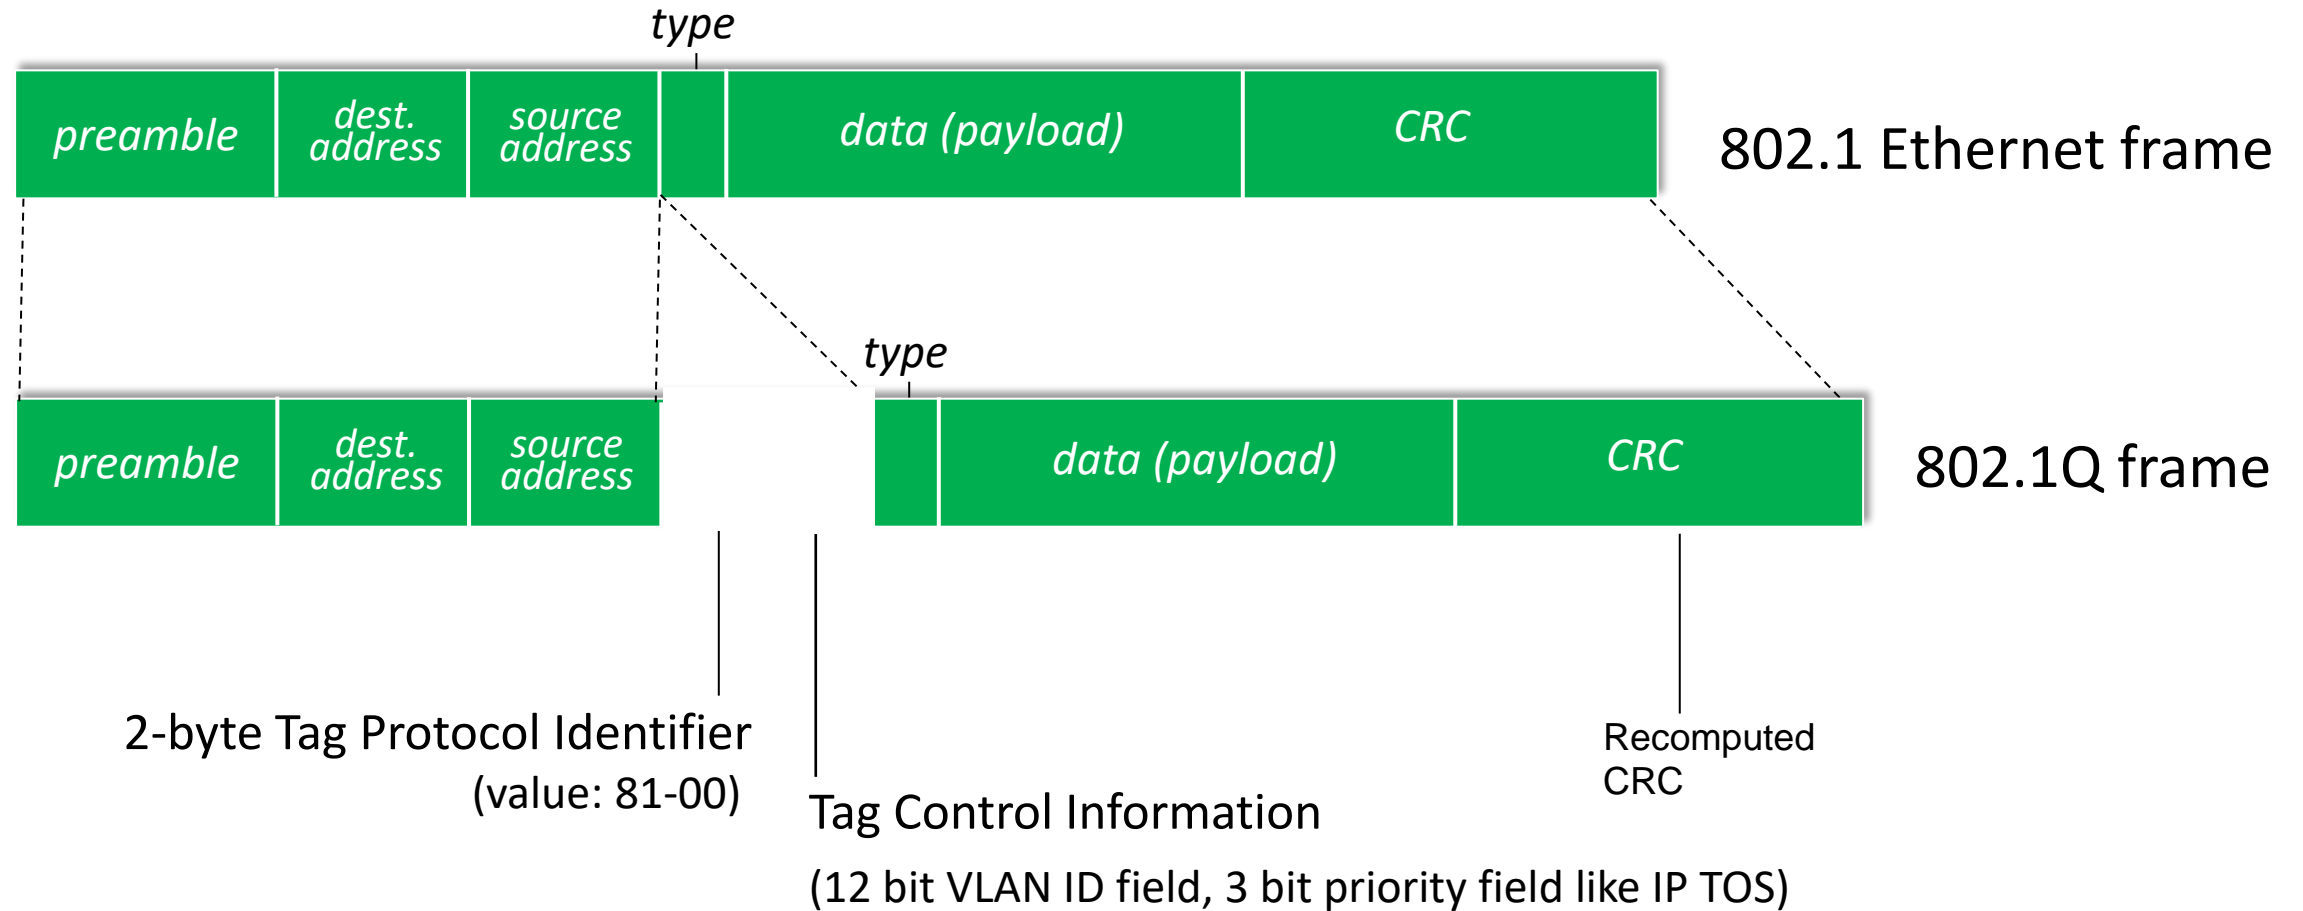 type
preamble
dest.
address
source
address
data (payload)
CRC
802.1 Ethernet frame
type
preamble
dest.
address
source
address
data (payload)
CRC
802.1Q frame
2-byte Tag Protocol Identifier
(value: 81-00)
Tag Control Information
(12 bit VLAN ID field, 3 bit priority field like IP TOS)
Recomputed
CRC